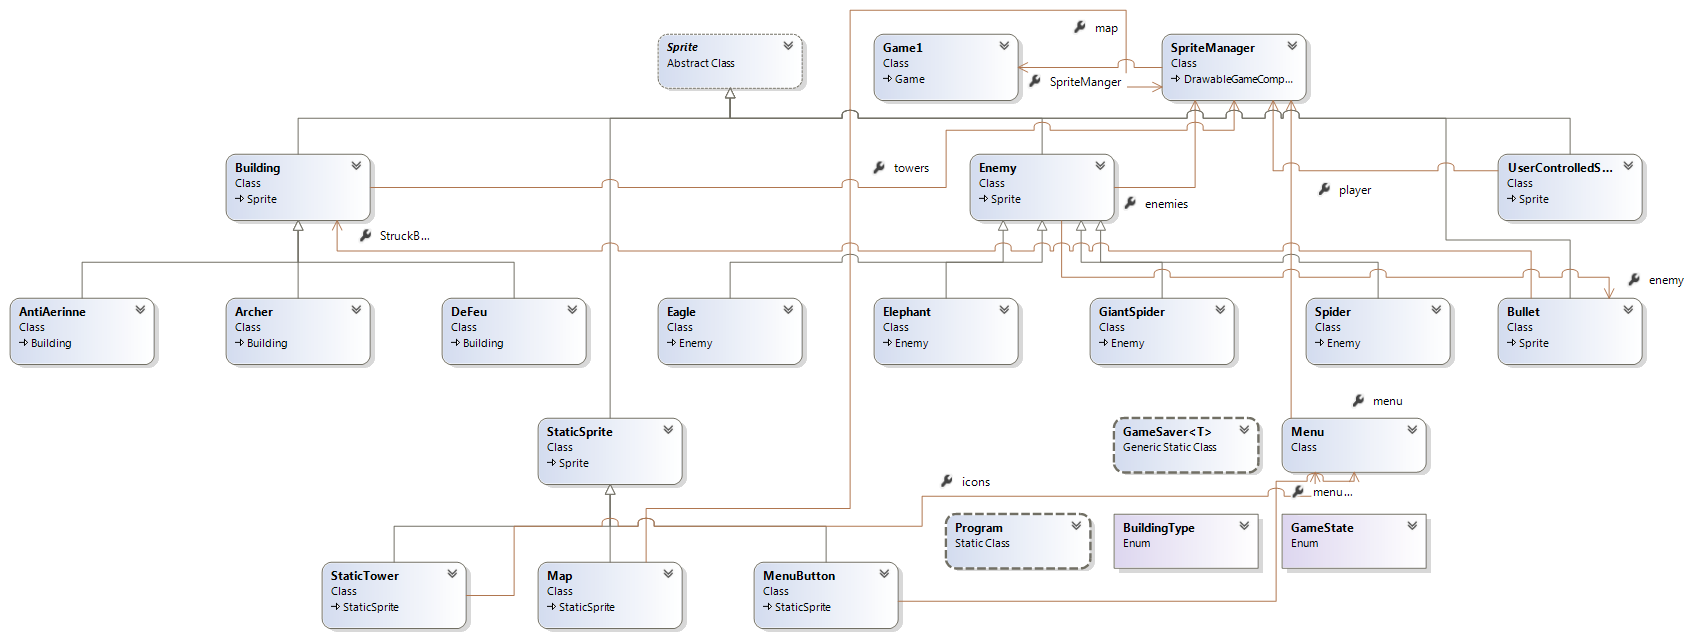 map
Sprite
Abstract Class
Game1
Class
Game
SpriteManager
Class
DrawableGameComp...
SpriteManger
Building
Class
Sprite
towers
Enemy
Class
Sprite
enemies
player
UserControlledS...
Class
Sprite
StruckB...
enemy
AntiAerinne
Class
Building
Archer
Class
Building
DeFeu
Class
Building
Eagle
Class
Enemy
Elephant
Class
Enemy
GiantSpider
Class
Enemy
Spider
Class
Enemy
Bullet
Class
Sprite
menu
StaticSprite
Class
Sprite
GameSaver<T>
Generic Static Class
Menu
Class
icons
menu...
Program
Static Class
BuildingType
Enum
GameState
Enum
StaticTower
Class
StaticSprite
Map
Class
StaticSprite
MenuButton
Class
StaticSprite